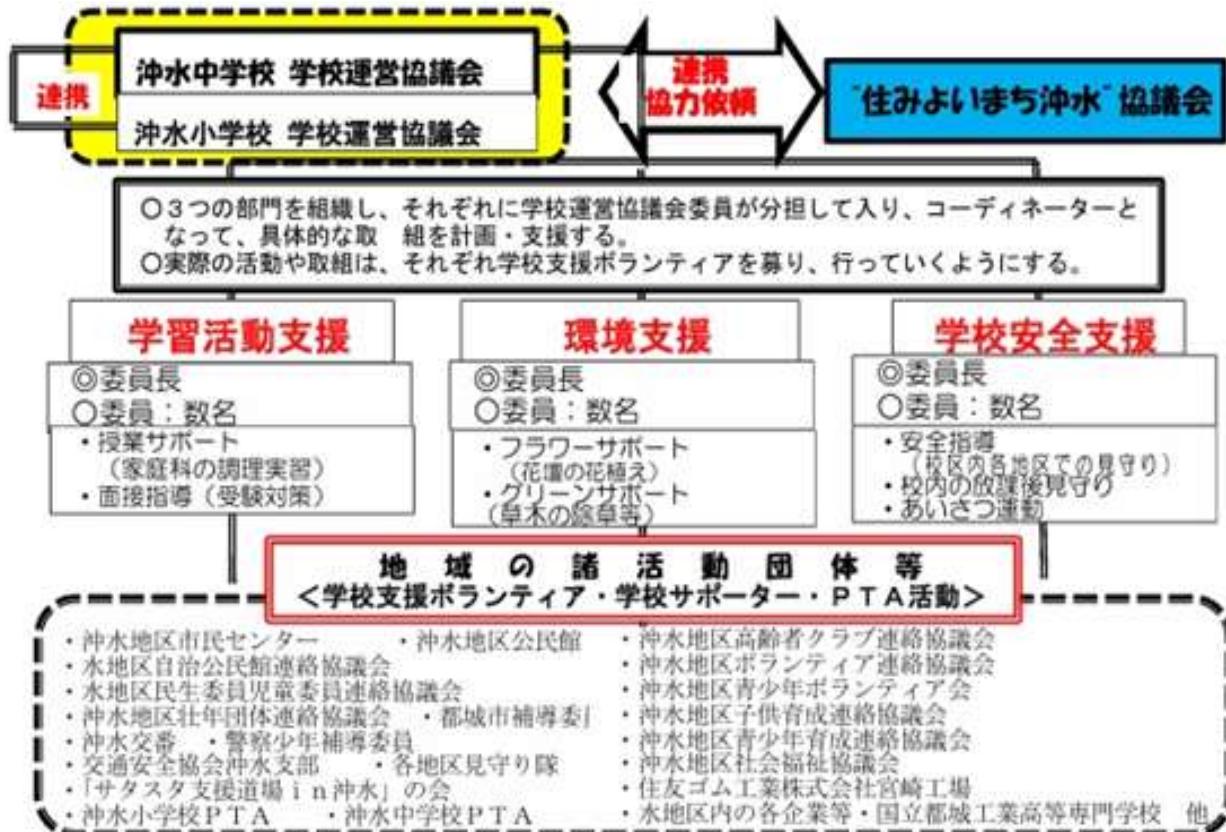 沖水中学校 学校運営協議会
沖水小学校 学校運営協議会
連携
連携
協力依頼
"住みよいまち沖水"協議会
○3つの部門を組織し、それぞれに学校運営協議会委員が分担して入り、コーディネーターと
なって、具体的な取　組を計画・支援する。
○実際の活動や取組は、それぞれ学校支援ボランティアを募り、行っていくようにする。
学習活動支援
◎委員長
○委員：数名
・授業サポート
（家庭科の調理実習）
・面接指導（受験対策）
環境支援
◎委員長
○委員：数名
・フラワーサポート
（花壇の花植え）
・グリーンサポート
（草木の除草等）
学校安全支援
◎委員長
○委員：数名
・安全指導
（校区内各地区での見守り）
・校内の放課後見守り
・あいさつ運動
地域の諸活動団体等
＜学校支援ボランティア・学校サポーター・ＰＴＡ活動＞
・沖水地区市民センター　・沖水地区公民館
・水地区自治公民館連絡協議会
・水地区民生委員児童委員連絡協議会
・沖水地区壮年団体連絡協議会　・都城市補導委
・沖水交番　・警察少年補導委員
・交通安全協会沖水支部　・各地区見守り隊
・「サタスタ支援道場ｉｎ沖水」の会
・沖水小学校ＰＴＡ　・沖水中学校ＰＴＡ
・沖水地区高齢者クラブ連絡協議会
・沖水地区ボランティア連絡協議会
・沖水地区青少年ボランティア会
・沖水地区子供育成連絡協議会
・沖水地区青少年育成連絡協議会
・沖水地区社会福祉協議会
・住友ゴム工業株式会社宮崎工場
・水地区内の各企業等・国立都城工業高等専門学校　他